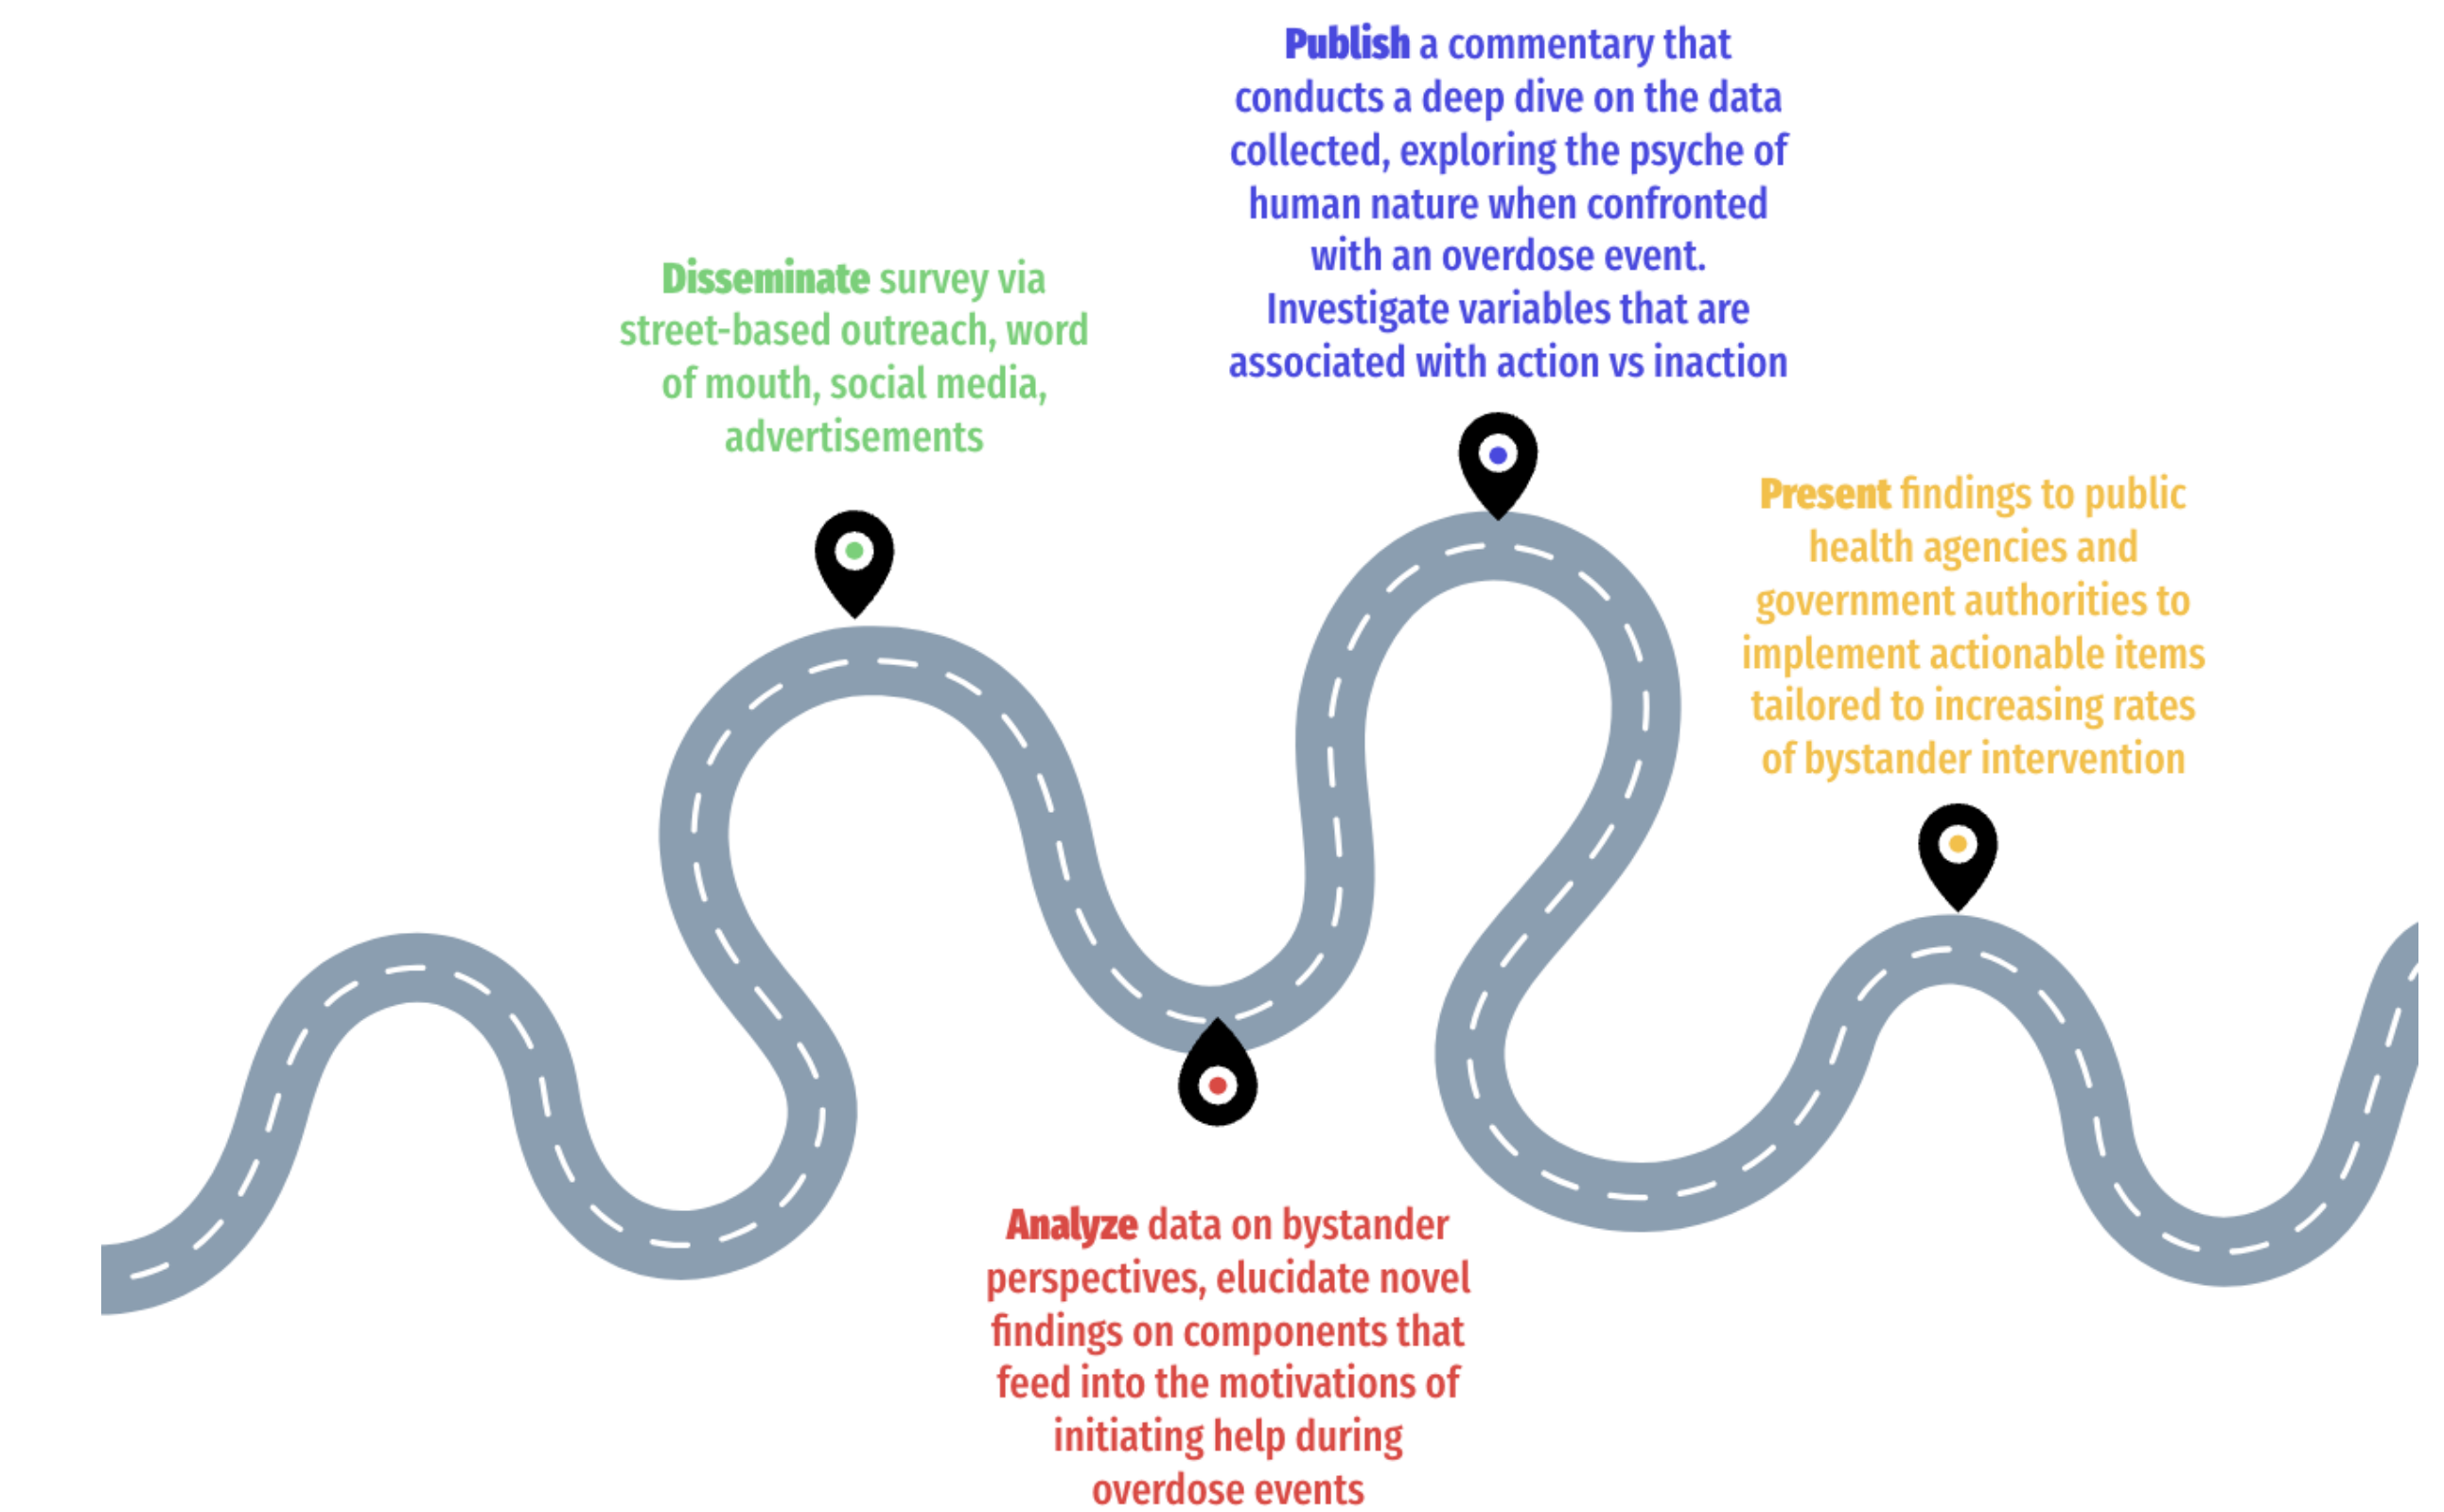 Publish a commentary that
conducts a deep dive on the data
collected, exploring the psyche of
human nature when confronted
with an overdose event.
Investigate variables that are
associated with action vs inaction
Disseminate survey via
street-based outreach, word
of mouth, social media,
advertisements
Present findings to public
health agencies and
government authorities to
implement actionable items
tailored to increasing rates
of bystander intervention
Analyze data on bystander
perspectives, elucidate novel
findings on components that
feed into the motivations of
initiating help during
overdose events